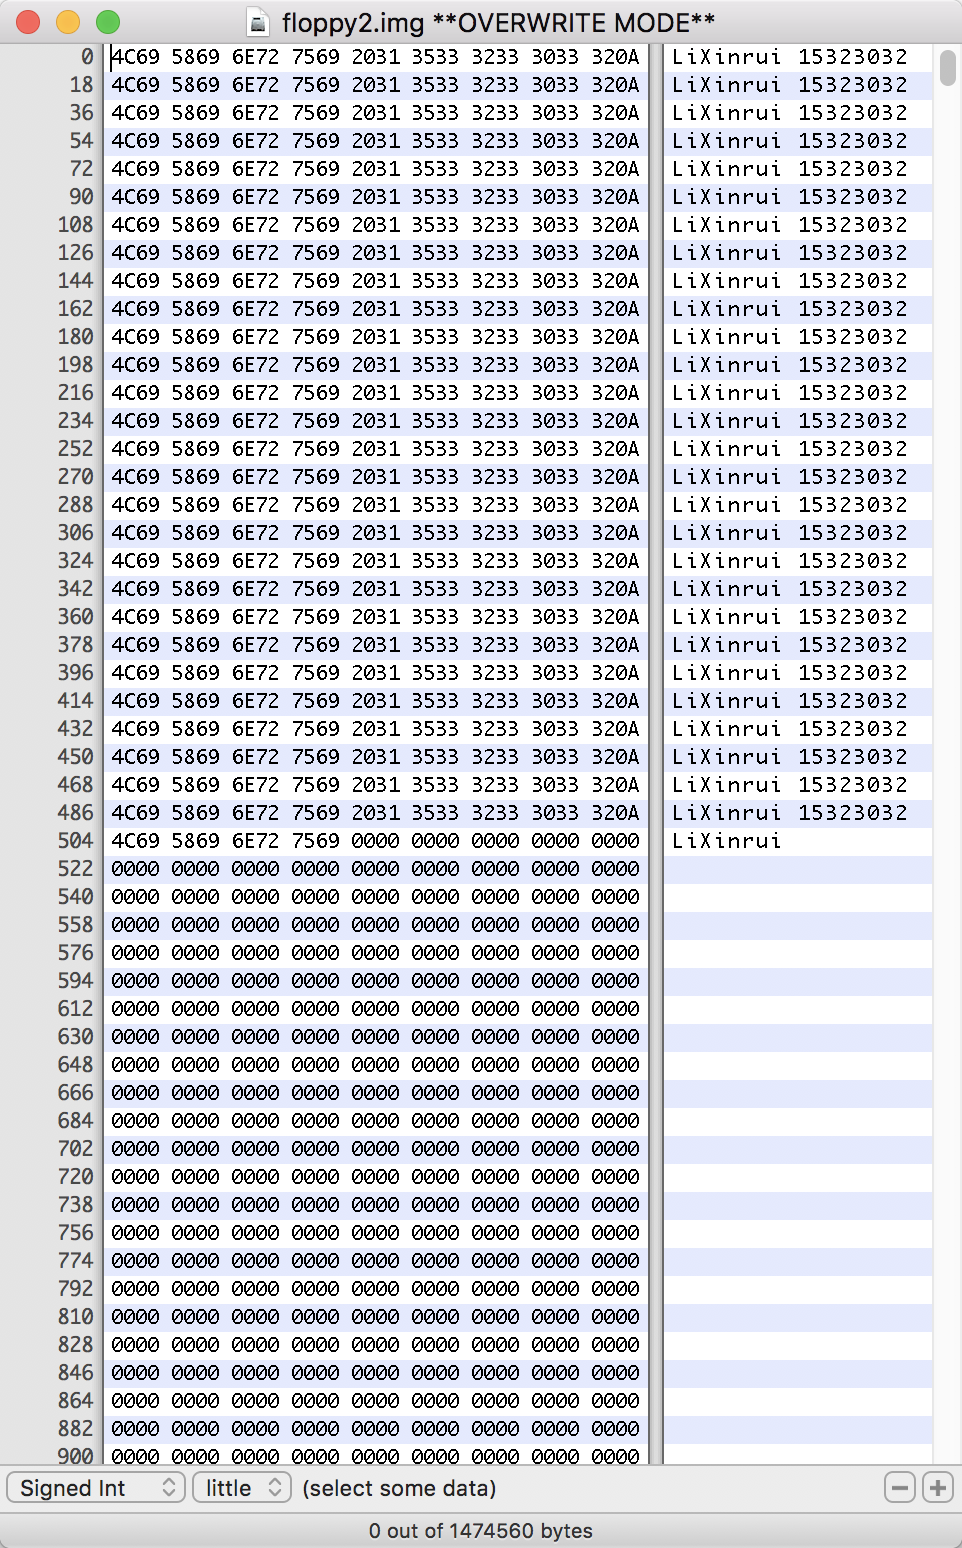 floppy2.img **OVERWRITE MODE**
0 4C69 5869 6E72 7569 2031 3533 3233 3033 320A LiXinrui 15323032
18 4C69 5869 6E72 7569 2031 3533 3233 3033 320A LiXinrui 15323032
36 4C69 5869 6E72 7569 2031 3533 3233 3033 320A LiXinrui 15323032
54 4C69 5869 6E72 7569 2031 3533 3233 3033 320A LiXinrui 15323032
72 4C69 5869 6E72 7569 2031 3533 3233 3033 320A LiXinrui 15323032
90 4C69 5869 6E72 7569 2031 3533 3233 3033 320A LiXinrui 15323032
108 4C69 5869 6E72 7569 2031 3533 3233 3033 320A LiXinrui 15323032
126 4C69 5869 6E72 7569 2031 3533 3233 3033 320A LiXinrui 15323032
144 4C69 5869 6E72 7569 2031 3533 3233 3033 320A LiXinrui 15323032
162 4C69 5869 6E72 7569 2031 3533 3233 3033 320A LiXinrui 15323032
180 4C69 5869 6E72 7569 2031 3533 3233 3033 320A LiXinrui 15323032
198 4C69 5869 6E72 7569 2031 3533 3233 3033 320A LiXinrui 15323032
216 4C69 5869 6E72 7569 2031 3533 3233 3033 320A LiXinrui 15323032
234 4C69 5869 6E72 7569 2031 3533 3233 3033 320A LiXinrui 15323032
252 4C69 5869 6E72 7569 2031 3533 3233 3033 320A LiXinrui 15323032
270 4C69 5869 6E72 7569 2031 3533 3233 3033 320A LiXinrui 15323032
288 4C69 5869 6E72 7569 2031 3533 3233 3033 320A LiXinrui 15323032
306 4C69 5869 6E72 7569 2031 3533 3233 3033 320A LiXinrui 15323032
324 4C69 5869 6E72 7569 2031 3533 3233 3033 320A LiXinrui 15323032
342 4C69 5869 6E72 7569 2031 3533 3233 3033 320A LiXinrui 15323032
360 4C69 5869 6E72 7569 2031 3533 3233 3033 320A LiXinrui 15323032
378 4C69 5869 6E72 7569 2031 3533 3233 3033 320A LiXinrui 15323032
396 4C69 5869 6E72 7569 2031 3533 3233 3033 320A LiXinrui 15323032
414 4C69 5869 6E72 7569 2031 3533 3233 3033 320A LiXinrui 15323032
432 4C69 5869 6E72 7569 2031 3533 3233 3033 320A LiXinrui 15323032
450 4C69 5869 6E72 7569 2031 3533 3233 3033 320A LiXinrui 15323032
468 4C69 5869 6E72 7569 2031 3533 3233 3033 320A LiXinrui 15323032
486 4C69 5869 6E72 7569 2031 3533 3233 3033 320A LiXinrui 15323032
504 4C69 5869 6E72 7569 0000 0000 0000 0000 0000 LiXinrui
522 0000 0000 0000 0000 0000 0000 0000 0000 0000
540 0000 0000 0000 0000 0000 0000 0000 0000 0000
558 0000 0000 0000 0000 0000 0000 0000 0000 0000
576 0000 0000 0000 0000 0000 0000 0000 0000 0000
594 0000 0000 0000 0000 0000 0000 0000 0000 0000
612 0000 0000 0000 0000 0000 0000 0000 0000 0000
630 0000 0000 0000 0000 0000 0000 0000 0000 0000
648 0000 0000 0000 0000 0000 0000 0000 0000 0000
666 0000 0000 0000 0000 0000 0000 0000 0000 0000
684 0000 0000 0000 0000 0000 0000 0000 0000 0000
702 0000 0000 0000 0000 0000 0000 0000 0000 0000
720 0000 0000 0000 0000 0000 0000 0000 0000 0000
738 0000 0000 0000 0000 0000 0000 0000 0000 0000
756 0000 0000 0000 0000 0000 0000 0000 0000 0000
774 0000 0000 0000 0000 0000 0000 0000 0000 0000
792 0000 0000 0000 0000 0000 0000 0000 0000 0000
810 0000 0000 0000 0000 0000 0000 0000 0000 0000
828 0000 0000 0000 0000 0000 0000 0000 0000 0000
846 0000 0000 0000 0000 0000 0000 0000 0000 0000
864 0000 0000 0000 0000 0000 0000 0000 0000 0000
882 0000 0000 0000 0000 0000 0000 0000 0000 0000
900 0000 0000 0000 0000 0000 0000 0000 0000 0000
Signed Int little (select some data)
0 out of 1474560 bytes